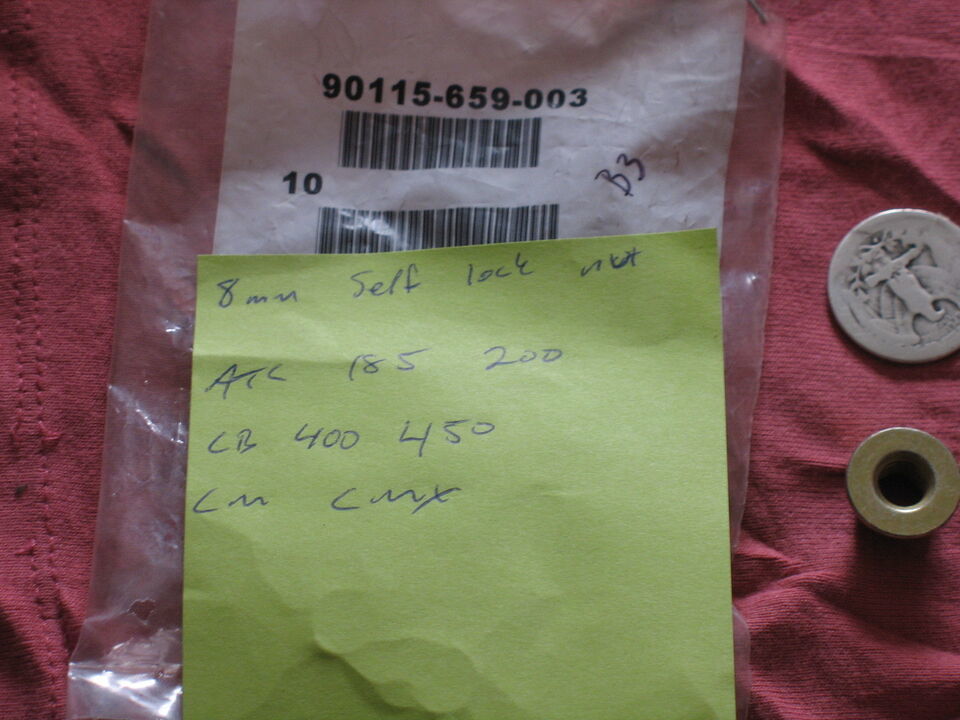 90115-659-003
10
B3
8mm Self lock nut
ATC 185 200
CB 400 450
CM CMX